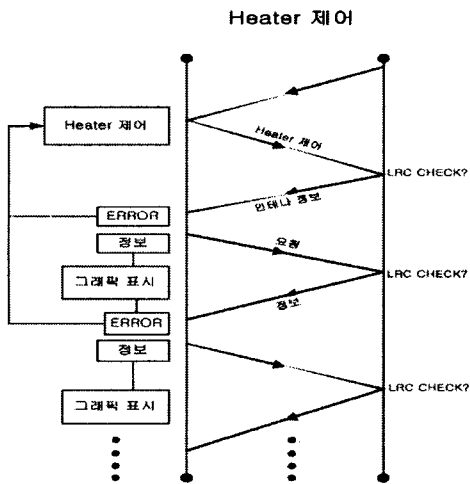 Heater 제어
Heater 제어
Heater 제어
LRC CHECK?
안테나 정보
ERROR
정보
요청
LRC CHECK?
그래픽 표시
정보
ERROR
정보
LRC CHECK?
그래픽 표시